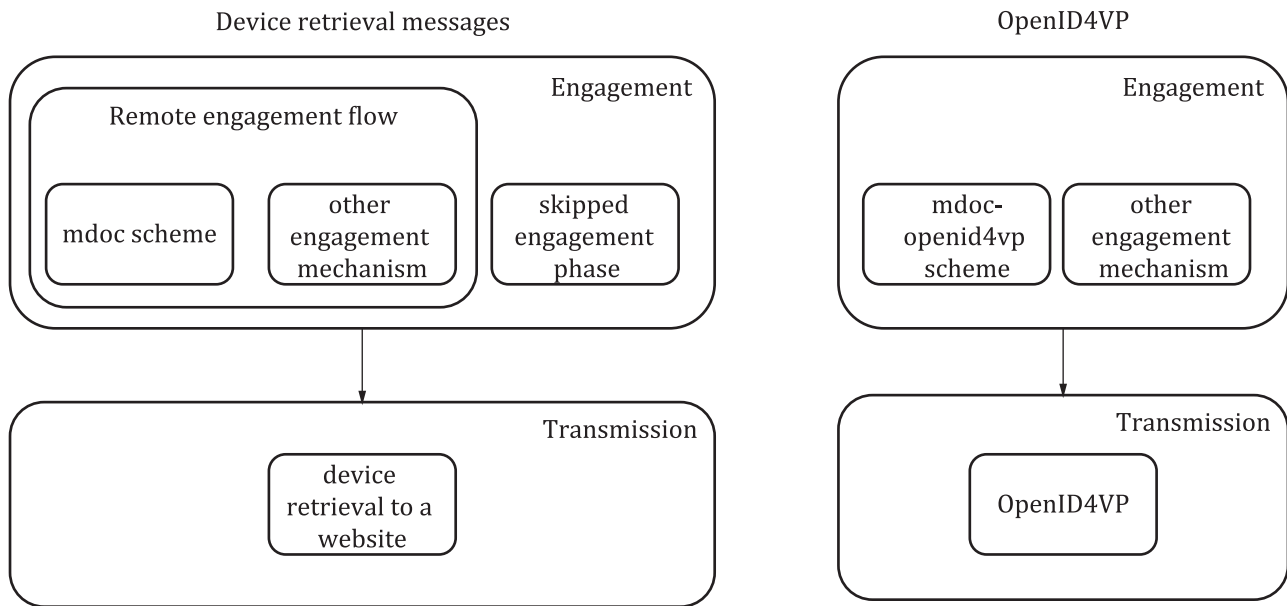 Device retrieval messages
Engagement
Remote engagement flow
mdoc scheme
other
engagement
mechanism
skipped
engagement
phase
Transmission
device
retrieval to a
website
OpenID4VP
Engagement
mdoc-
openid4vp
scheme
other
engagement
mechanism
Transmission
OpenID4VP